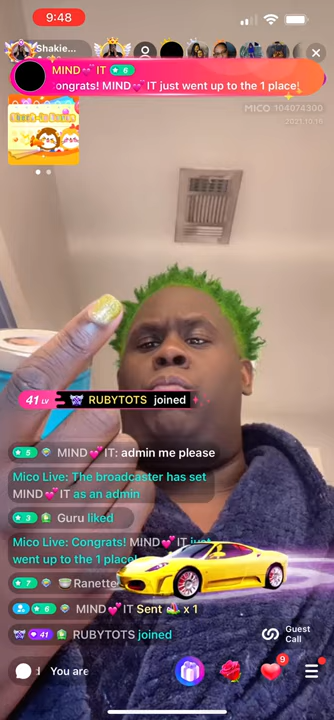 9:48
Shakie...
MIND💕IT 6
ongrats! MIND💕IT just went up to the 1 place!
MICO 104074300
2021.10.16
41 LV RUBYTOTS joined
5 MIND💕IT: admin me please
Mico Live: The broadcaster has set
MIND💕IT as an admin
3 Guru liked
Mico Live: Congrats! MIND💕IT just
went up to the 1 place!
7 Ranette
6 MIND💕IT Sent x 1
41 RUBYTOTS joined
Guest
Call
You are
9